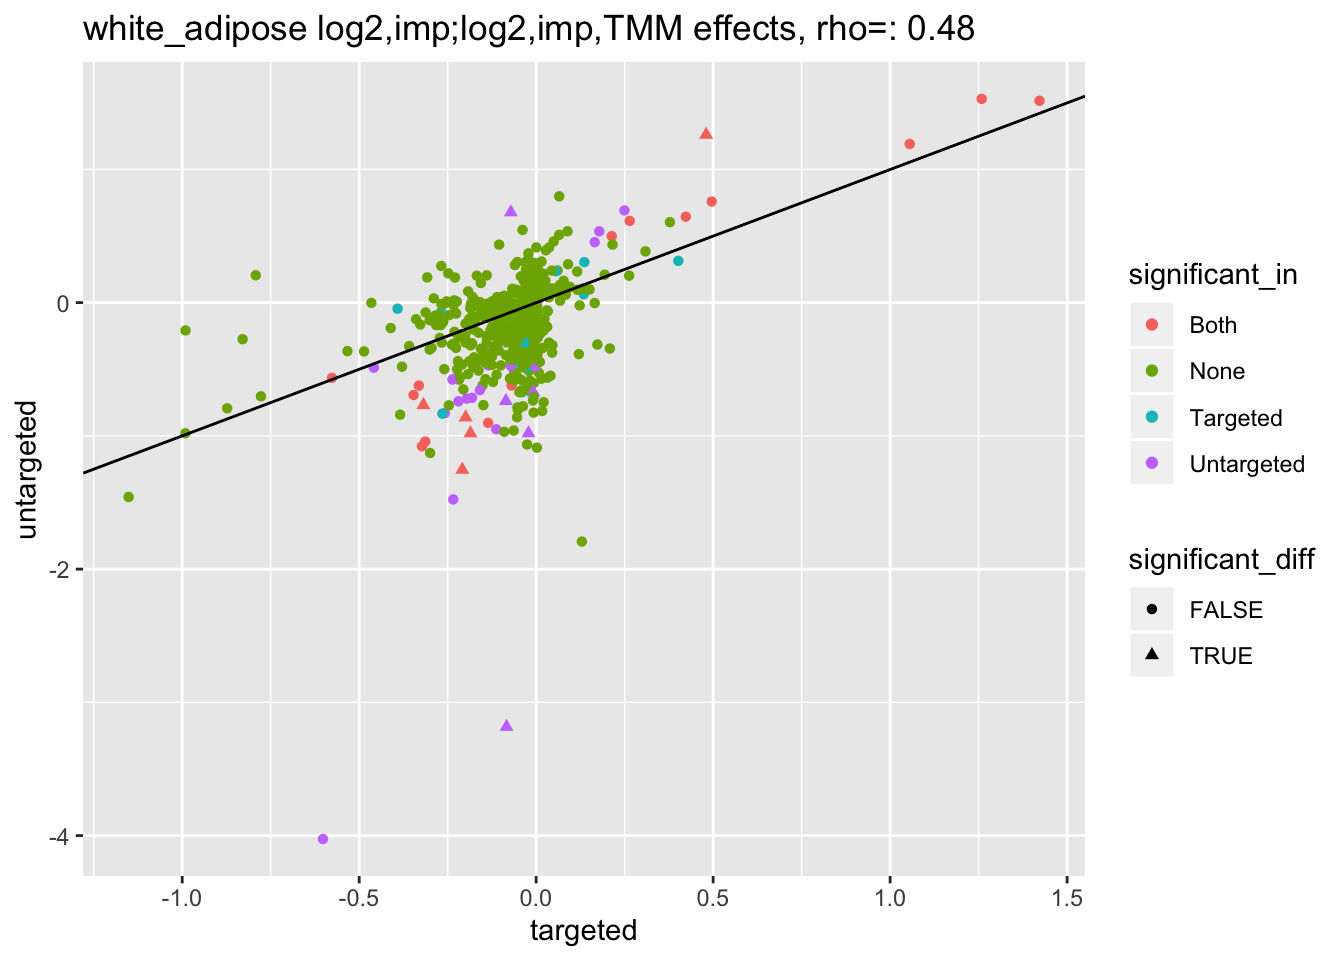 white_adipose log2,imp;log2,imp,TMM effects, rho=: 0.48
untargeted
0
-2
-4
-1.0
-0.5
0.0
0.5
1.0
1.5
targeted
significant_in
Both
None
Targeted
Untargeted
significant_diff
FALSE
TRUE